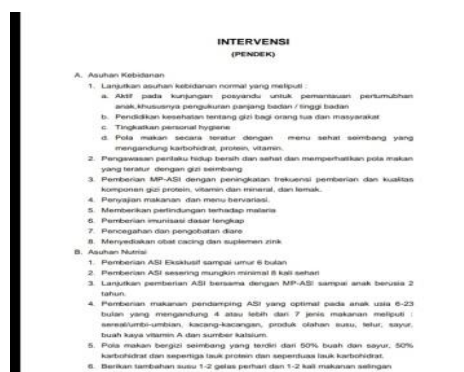 INTERVENSI
(PENDEK)
A. Asuhan Kebidanan
1. Lanjutkan asuhan kebidanan normal yang meliputi :
a. Aktif pada kunjungan posyandu untuk pemantauan pertumbuhan
anak,khususnya pengukuran panjang badan / tinggi badan
b. Pendidikan kesehatan tentang gizi bagi orang tua dan masyarakat
c. Tingkatkan personal hygiene
d. Pola makan secara teratur dengan menu sehat seimbang yang
mengandung karbohidrat, protein, vitamin.
2. Pengawasan perilaku hidup bersih dan sehat dan memperhatikan pola makan
yang teratur dengan gizi seimbang
3. Pemberian MP-ASI dengan peningkatan frekuensi pemberian dan kualitas
komponen gizi protein, vitamin dan mineral, dan lemak.
4. Penyajian makanan dan menu bervariasi.
5. Memberikan perlindungan terhadap malaria
6. Pemberian imunisasi dasar lengkap
7. Pencegahan dan pengobatan diare
8. Menyediakan obat cacing dan suplemen zink
B. Asuhan Nutrisi
1. Pemberian ASI Eksklusif sampai umur 6 bulan
2. Pemberian ASI sesering mungkin minimal 8 kali sehari
3. Lanjutkan pemberian ASI bersama dengan MP-ASI sampai anak berusia 2
tahun.
4. Pemberian makanan pendamping ASI yang optimal pada anak usia 6-23
bulan yang mengandung 4 atau lebih dari 7 jenis makanan meliputi :
sereal/umbi-umbian, kacang-kacangan, produk olahan susu, telur, sayur,
buah kaya vitamin A dan sumber kalsium.
5. Pola makan bergizi seimbang yang terdiri dari 50% buah dan sayur, 50%
karbohidrat dan sepertiga lauk protein dan seperduaa lauk karbohidrat.
6. Berikan tambahan susu 1-2 gelas perhari dan 1-2 kali makanan selingan